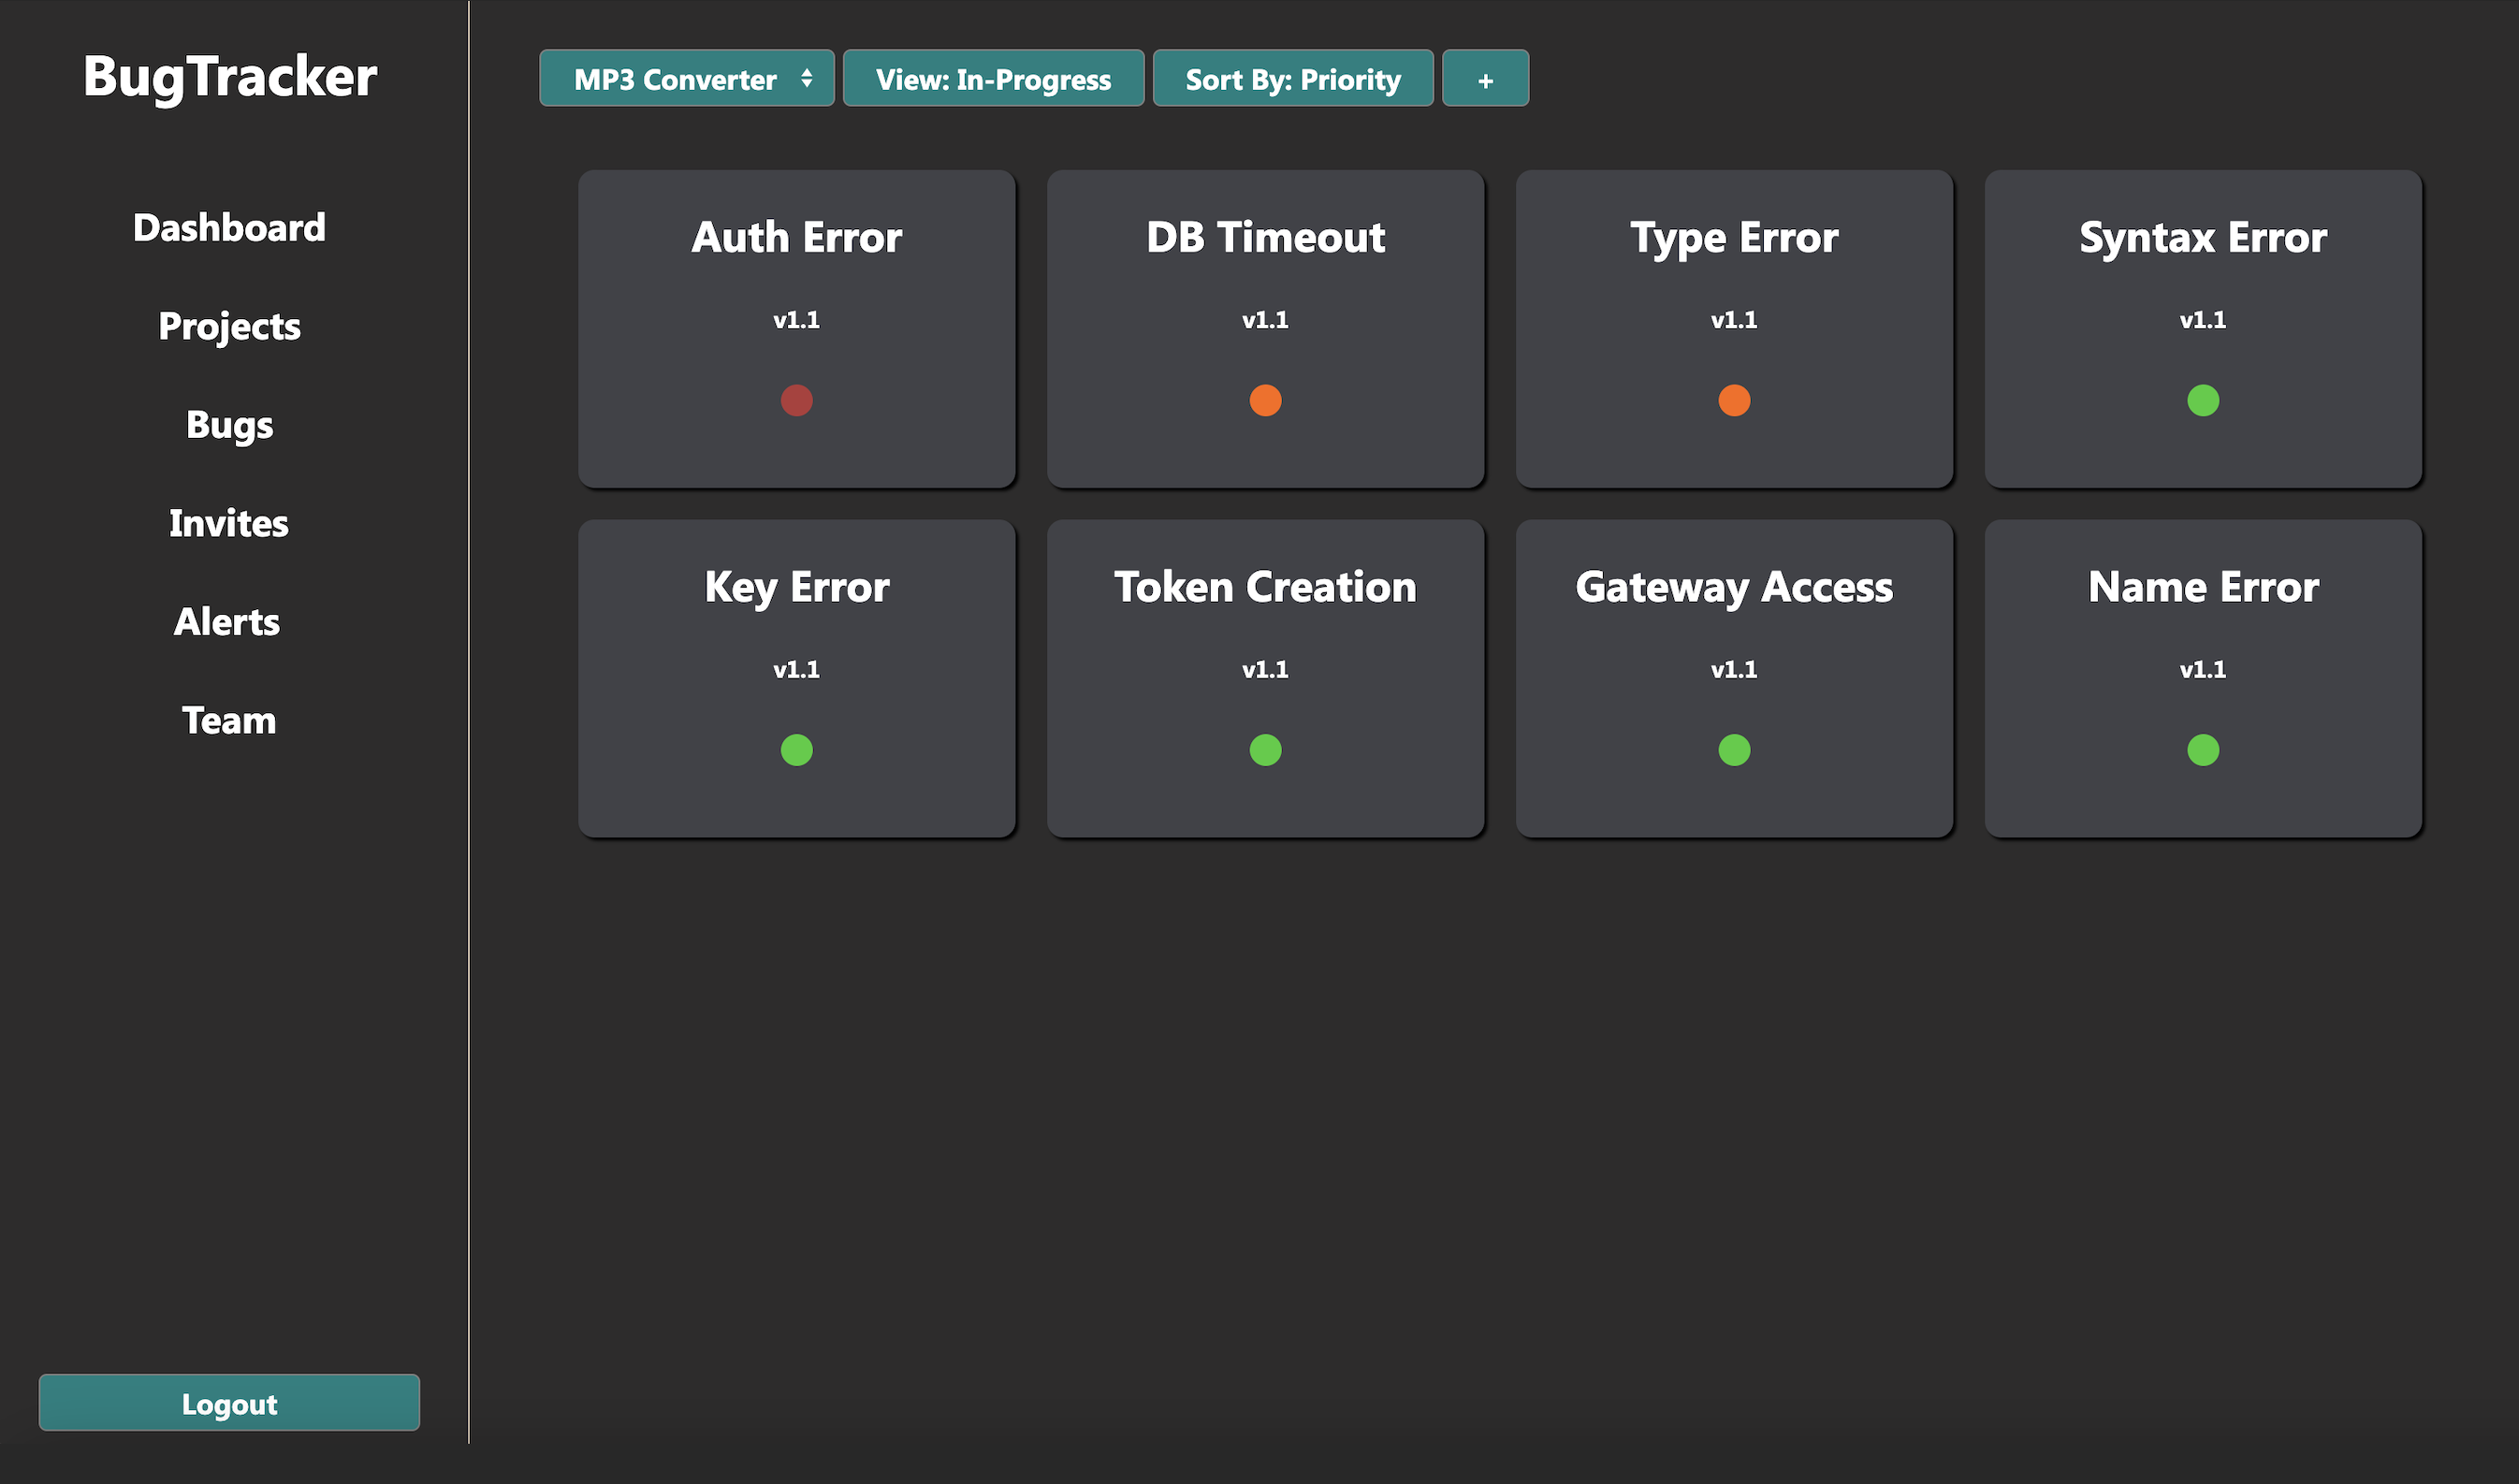 BugTracker
Dashboard
Projects
Bugs
Invites
Alerts
Team
Logout
MP3 Converter
View: In-Progress
Sort By: Priority
+
Auth Error
v1.1
DB Timeout
v1.1
Type Error
v1.1
Syntax Error
v1.1
Key Error
v1.1
Token Creation
v1.1
Gateway Access
v1.1
Name Error
v1.1